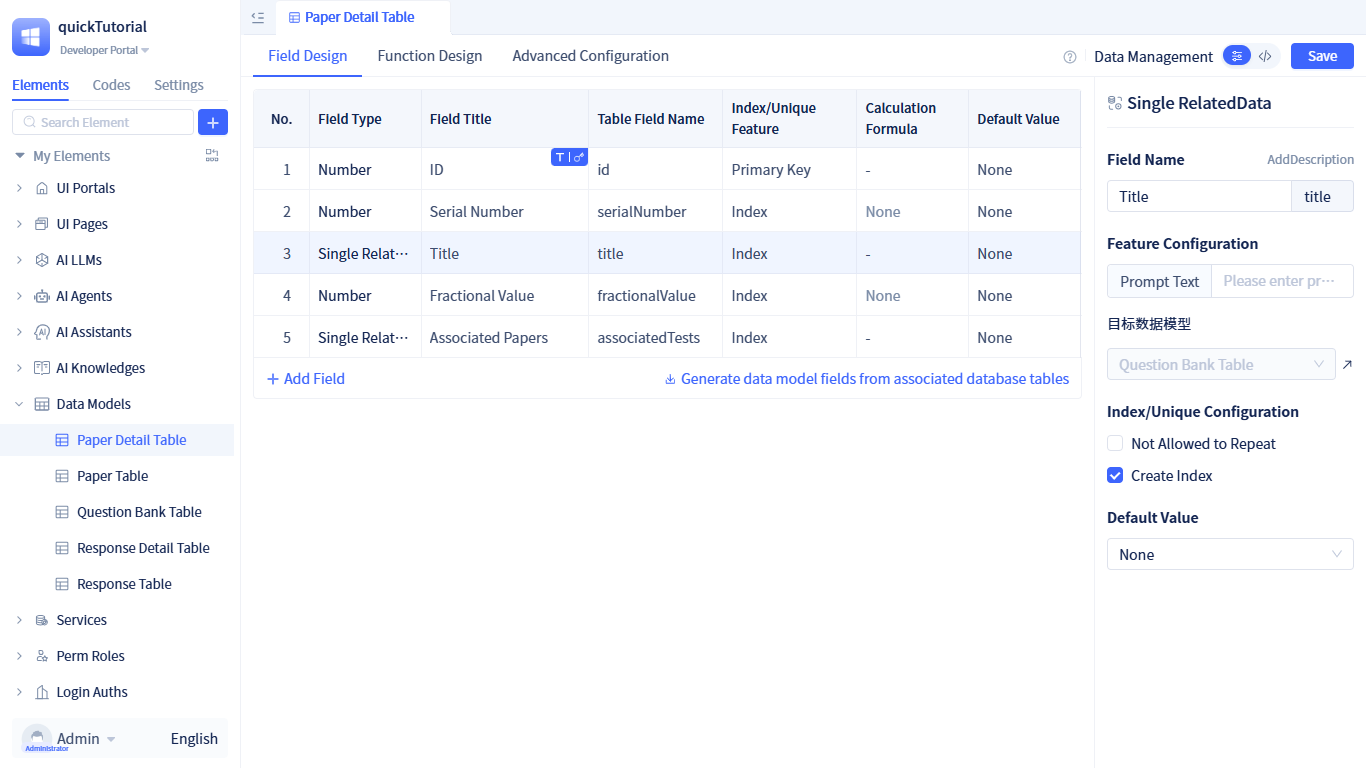 quickTutorial
Developer Portal
Elements
Codes
Settings
Search Element
My Elements
UI Portals
UI Pages
AI LLMs
AI Agents
AI Assistants
AI Knowledges
Data Models
Paper Detail Table
Paper Table
Question Bank Table
Response Detail Table
Response Table
Services
Perm Roles
Login Auths
Admin
Administrator
English
Paper Detail Table
Field Design
Function Design
Advanced Configuration
Data Management
Save
No. Field Type Field Title Table Field Name Index/Unique Feature Calculation Formula Default Value
1 Number ID id Primary Key - None
2 Number Serial Number serialNumber Index None None
3 Single Relat··· Title title Index - None
4 Number Fractional Value fractionalValue Index None None
5 Single Relat··· Associated Papers associatedTests Index - None
Add Field
Generate data model fields from associated database tables
Single RelatedData
Field Name AddDescription
Title title
Feature Configuration
Prompt Text Please enter pr···
目标数据模型
Question Bank Table
Index/Unique Configuration
Not Allowed to Repeat
Create Index
Default Value
None